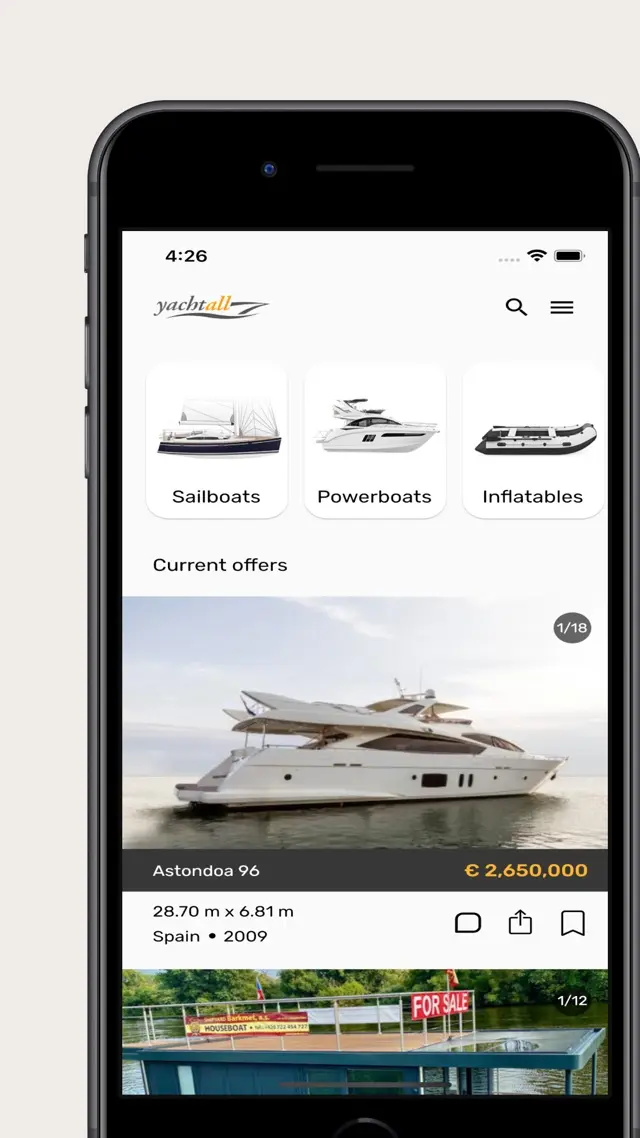 4:26
yachtall
Sailboats
Powerboats
Inflatables
Current offers
1/18
Astondoa 96
€ 2,650,000
28.70 m x 6.81 m
Spain • 2009
1/12
FOR SALE
Barkmet, a.s.
HOUSEBOAT